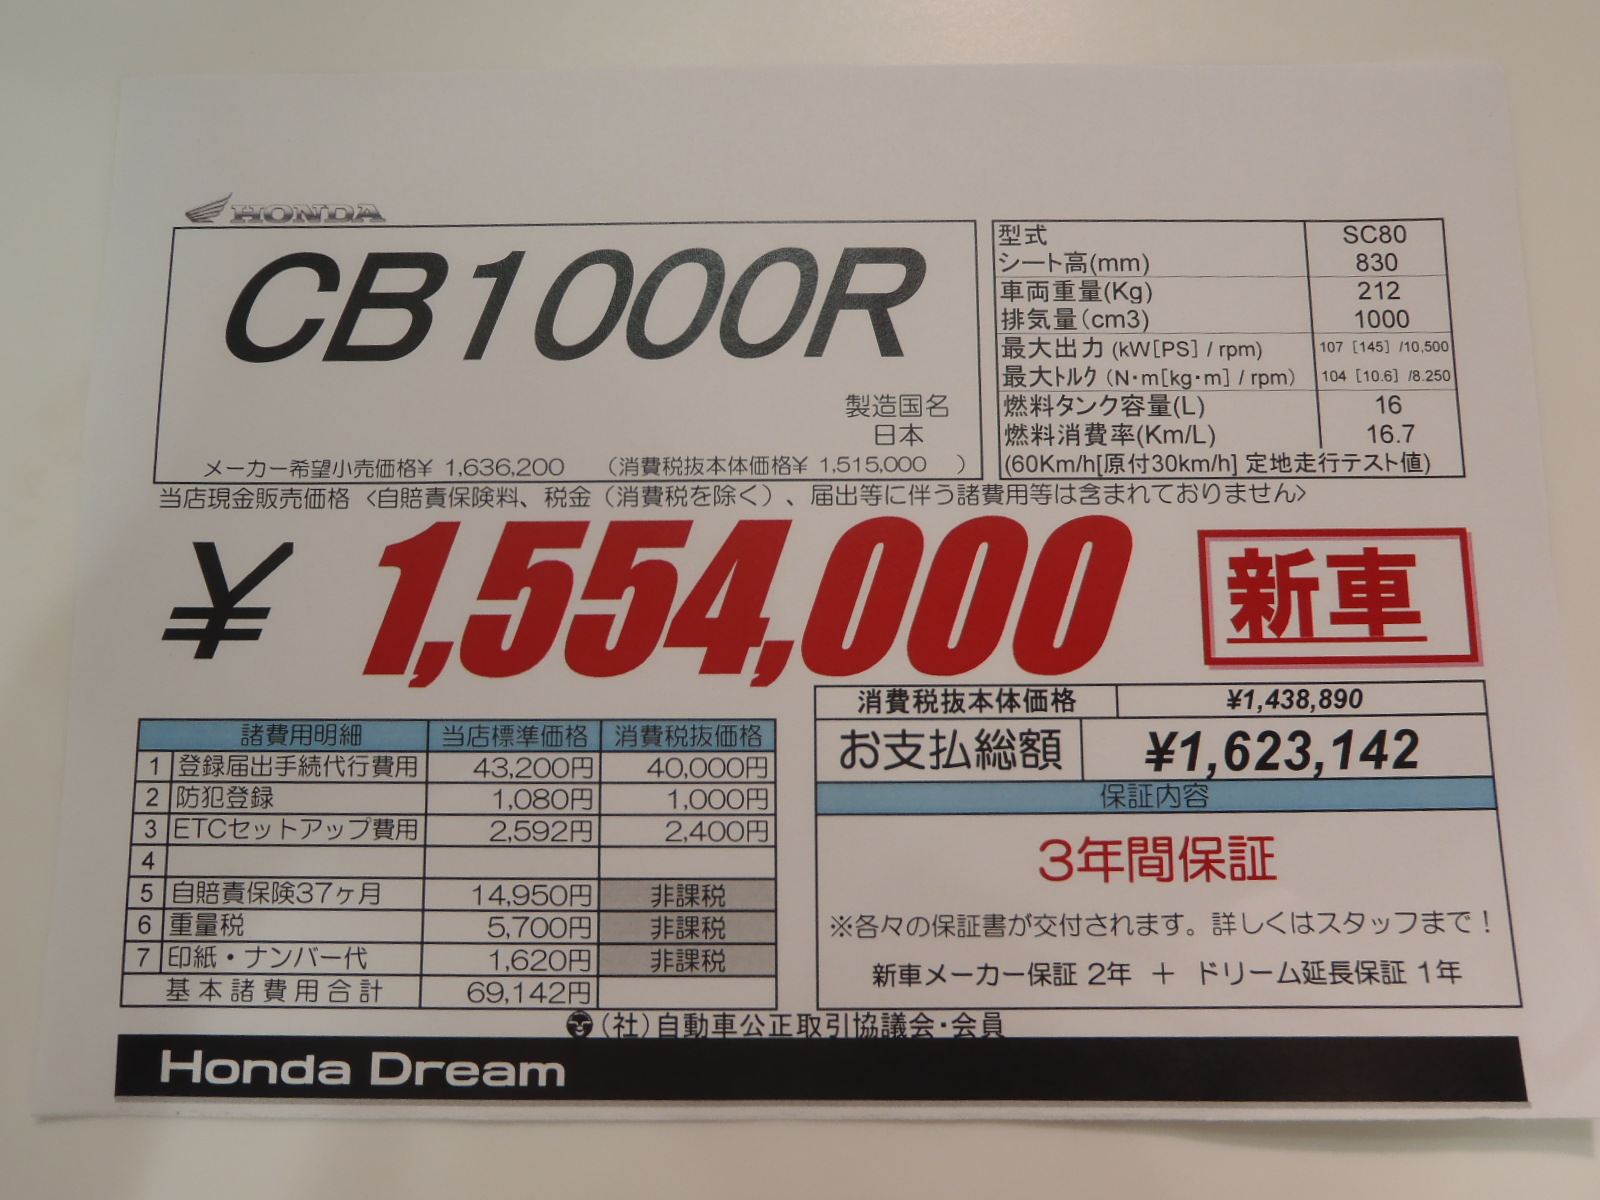 HONDA
CB1000R
製造国名
日本
メーカー希望小売価格¥ 1,636,200 (消費税抜本体価格¥ 1,515,000 )
型式 SC80
シート高(mm) 830
車両重量(Kg) 212
排気量(cm3) 1000
最大出力 (kW[PS] / rpm) 107 [145] /10,500
最大トルク (N・m[kg・m] / rpm) 104 [10.6] /8.250
燃料タンク容量(L) 16
燃料消費率(Km/L) 16.7
(60Km/h[原付30km/h] 定地走行テスト値)
当店現金販売価格 <自賠責保険料、税金(消費税を除く)、届出等に伴う諸費用等は含まれておりません>
¥ 1,554,000
新車
消費税抜本体価格 ¥1,438,890
お支払総額 ¥1,623,142
諸費用明細 当店標準価格 消費税抜価格
1 登録届出手続代行費用 43,200円 40,000円
2 防犯登録 1,080円 1,000円
3 ETCセットアップ費用 2,592円 2,400円
4
5 自賠責保険37ヶ月 14,950円 非課税
6 重量税 5,700円 非課税
7 印紙・ナンバー代 1,620円 非課税
基本諸費用合計 69,142円
保証内容
3年間保証
※各々の保証書が交付されます。詳しくはスタッフまで!
新車メーカー保証 2年 + ドリーム延長保証 1年
(社)自動車公正取引協議会・会員
Honda Dream